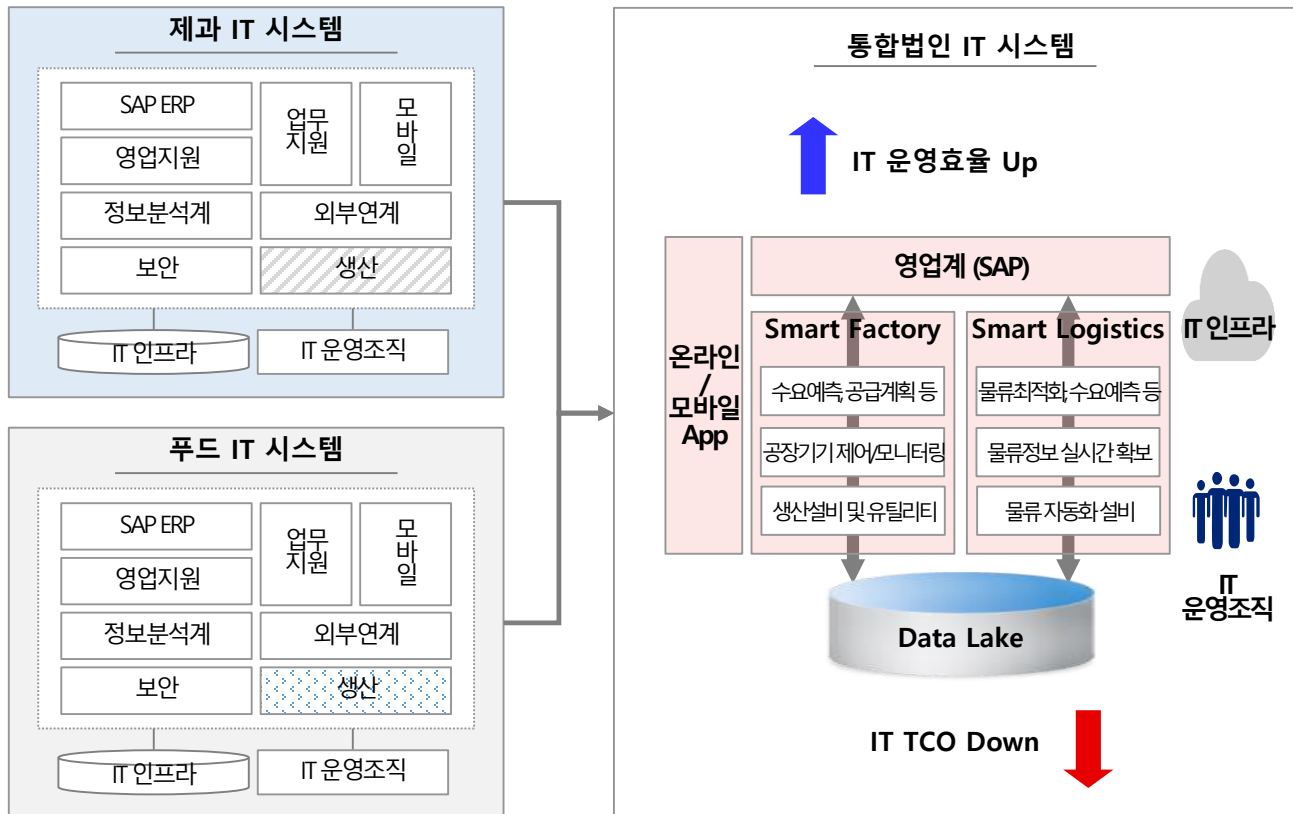 제과 IT 시스템
SAP ERP
영업지원
정보분석계
보안
업무
지원
모
바
일
외부연계
생산
IT 인프라
IT 운영조직
푸드 IT 시스템
SAP ERP
영업지원
정보분석계
보안
업무
지원
모
바
일
외부연계
생산
IT 인프라
IT 운영조직
통합법인 IT 시스템
IT 운영효율 Up
온라인
/
모바일
App
영업계 (SAP)
Smart Factory
수요예측, 공급계획 등
공장기기 제어/모니터링
생산설비 및 유틸리티
Smart Logistics
물류최적화, 수요예측 등
물류정보 실시간 확보
물류 자동화 설비
Data Lake
IT 인프라
IT
운영조직
IT TCO Down